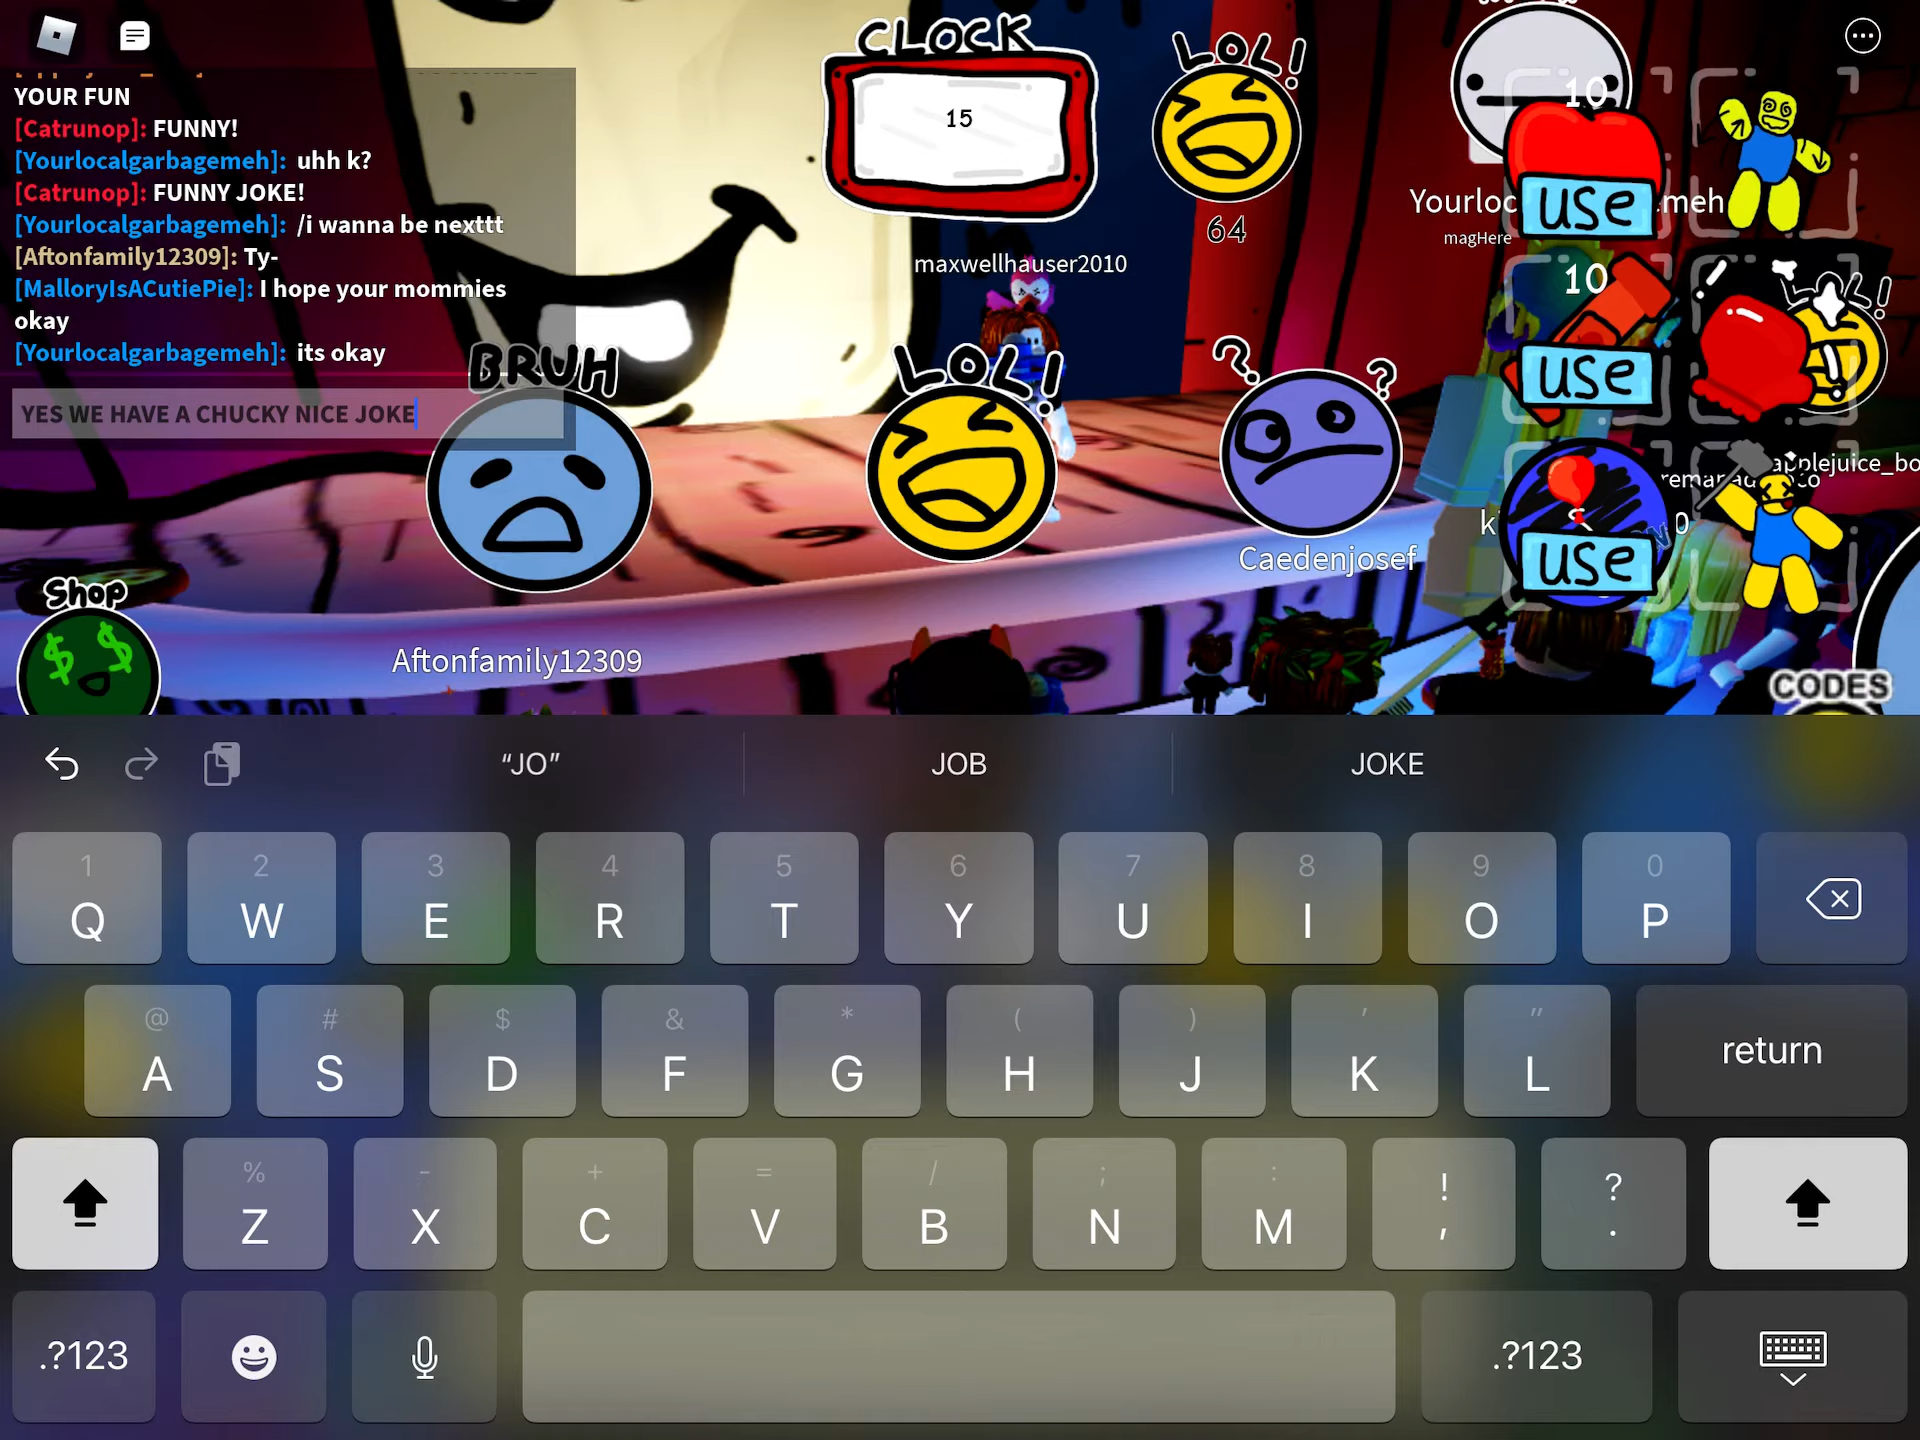 CLOCK
15
LOL!
64
10
YOUR FUN
[Catrunop]: FUNNY!
[Yourlocalgarbagemeh]: uhh k?
[Catrunop]: FUNNY JOKE!
[Yourlocalgarbagemeh]: /i wanna be nexttt
[Aftonfamily12309]: Ty-
[MalloryIsACutiePie]: I hope your mommies
okay
[Yourlocalgarbagemeh]: its okay
YES WE HAVE A CHUCKY NICE JOKE
maxwellhauser2010
use
magHere
10
use
LOL!
BRUH
LOL!
? ?
Caedenjosef
use
Shop
$ $
Aftonfamily12309
CODES
“JO” JOB JOKE
1 2 3 4 5 6 7 8 9 0
Q W E R T Y U I O P
@ # $ & * ( ) ' "
A S D F G H J K L return
% - + = / ; : ! ?
Z X C V B N M , .
.?123 .?123